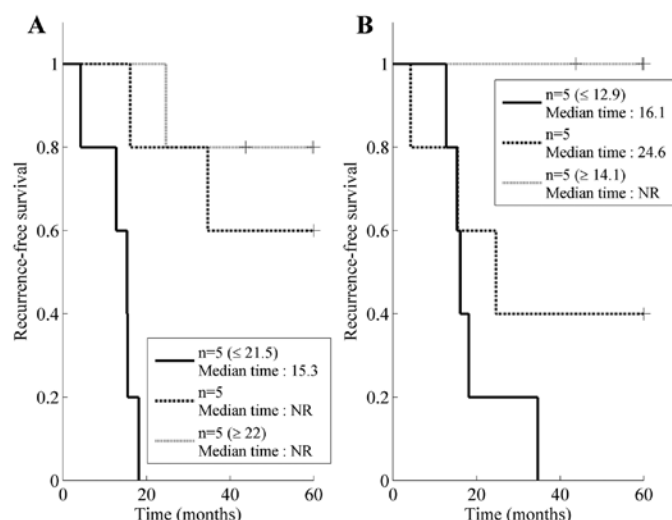 A
Recurrence-free survival
1
0.8
0.6
0.4
0.2
0
n=5 (≤ 21.5)
Median time : 15.3
n=5
Median time : NR
n=5 (≥ 22)
Median time : NR
0 20 40 60
Time (months)
B
Recurrence-free survival
1
0.8
0.6
0.4
0.2
0
n=5 (≤ 12.9)
Median time : 16.1
n=5
Median time : 24.6
n=5 (≥ 14.1)
Median time : NR
0 20 40 60
Time (months)